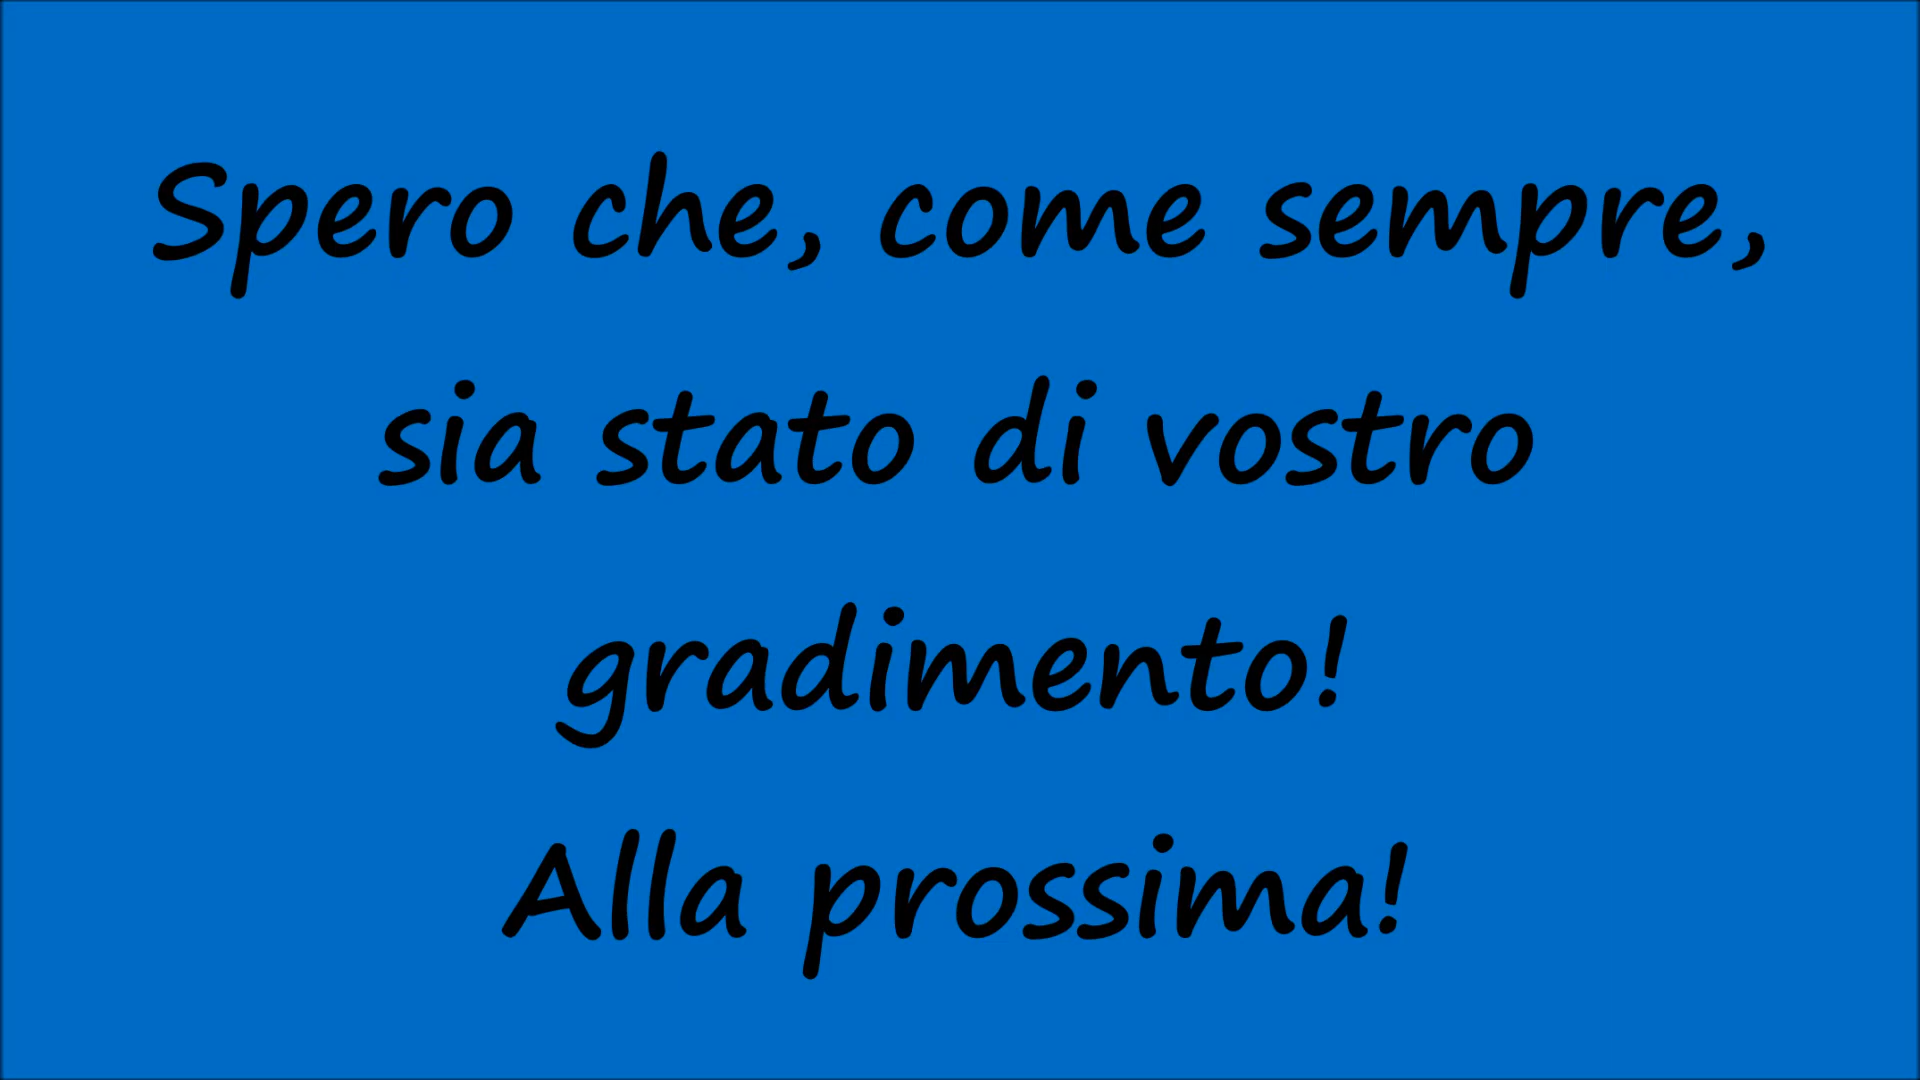 Spero che, come sempre,
sia stato di vostro
gradimento!
Alla prossima!